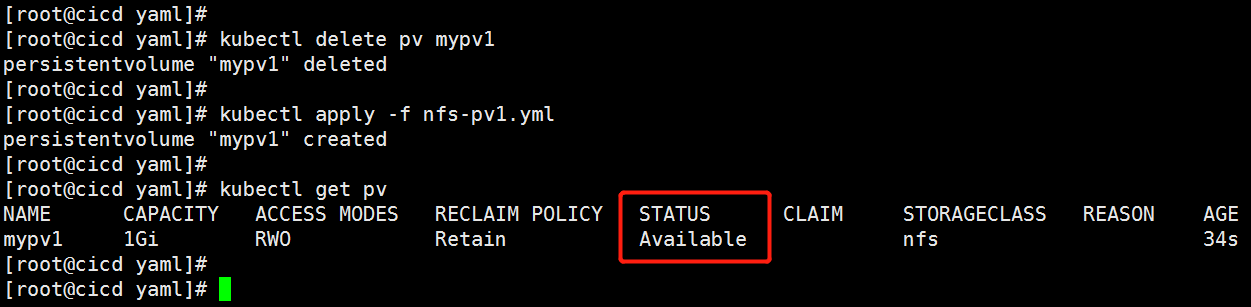 [root@cicd yaml]#
[root@cicd yaml]# kubectl delete pv mypv1
persistentvolume "mypv1" deleted
[root@cicd yaml]#
[root@cicd yaml]# kubectl apply -f nfs-pv1.yml
persistentvolume "mypv1" created
[root@cicd yaml]#
[root@cicd yaml]# kubectl get pv
NAME      CAPACITY   ACCESS MODES   RECLAIM POLICY   STATUS      CLAIM     STORAGECLASS   REASON    AGE
mypv1     1Gi        RWO            Retain           Available             nfs                      34s
[root@cicd yaml]#
[root@cicd yaml]#